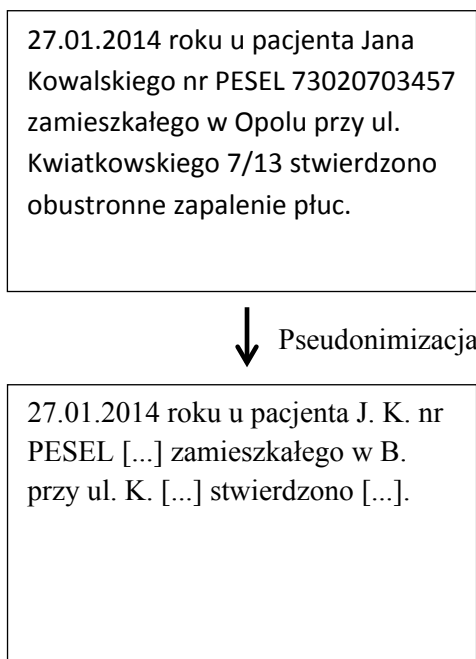 27.01.2014 roku u pacjenta Jana
Kowalskiego nr PESEL 73020703457
zamieszkałego w Opolu przy ul.
Kwiatkowskiego 7/13 stwierdzono
obustronne zapalenie płuc.
Pseudonimizacja
27.01.2014 roku u pacjenta J. K. nr
PESEL [...] zamieszkałego w B.
przy ul. K. [...] stwierdzono [...].